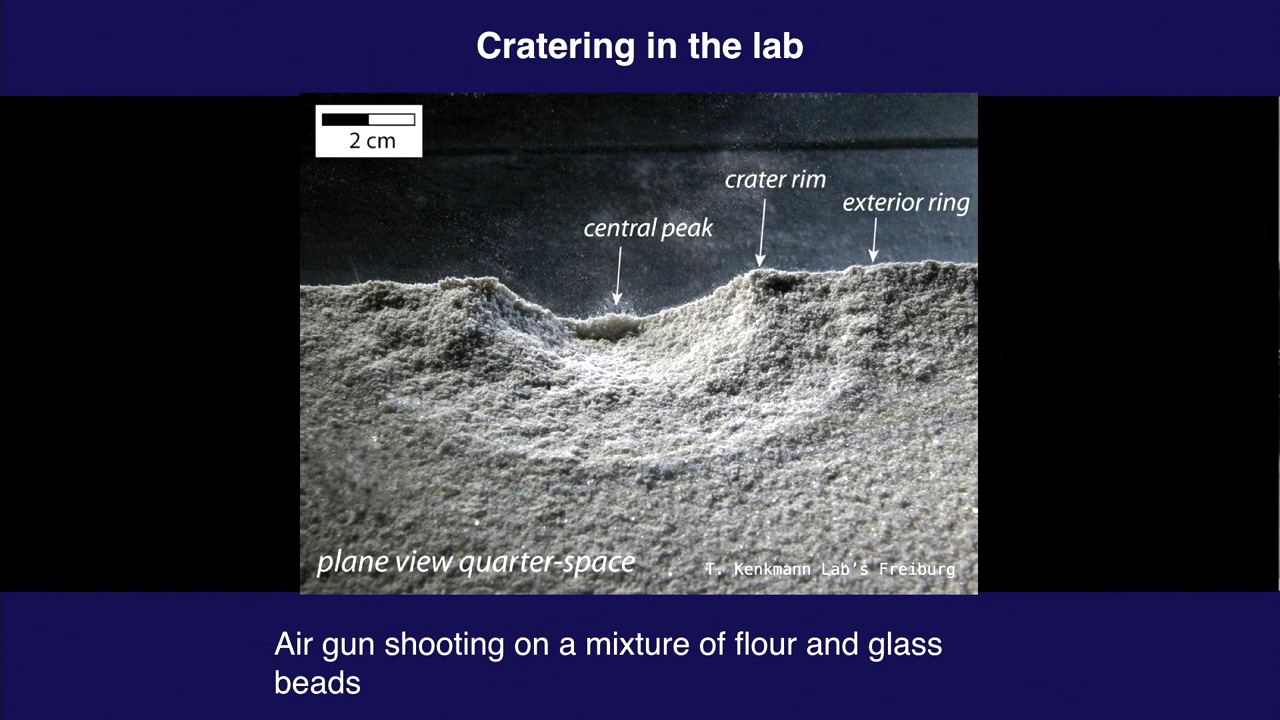 Cratering in the lab
2 cm
crater rim
exterior ring
central peak
plane view quarter-space
T. Kenkmann Lab's Freiburg
Air gun shooting on a mixture of flour and glass
beads